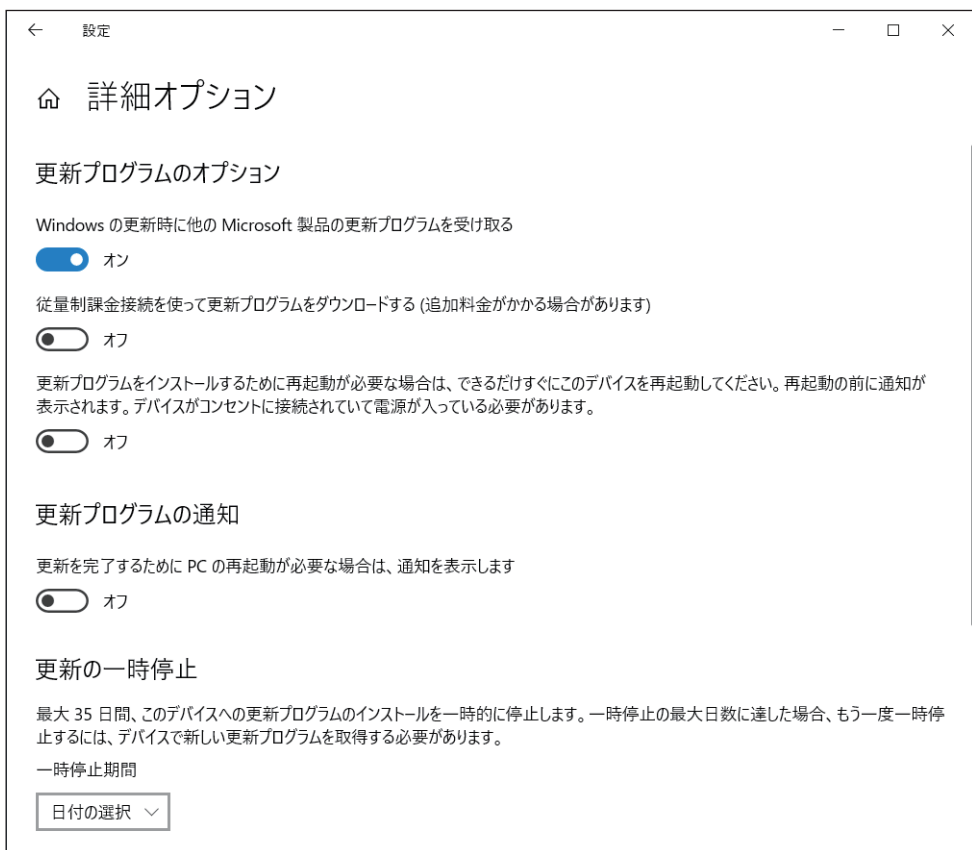 設定
詳細オプション
更新プログラムのオプション
Windows の更新時に他の Microsoft 製品の更新プログラムを受け取る
オン
従量制課金接続を使って更新プログラムをダウンロードする (追加料金がかかる場合があります)
オフ
更新プログラムをインストールするために再起動が必要な場合は、できるだけすぐにこのデバイスを再起動してください。再起動の前に通知が
表示されます。デバイスがコンセントに接続されていて電源が入っている必要があります。
オフ
更新プログラムの通知
更新を完了するために PC の再起動が必要な場合は、通知を表示します
オフ
更新の一時停止
最大 35 日間、このデバイスへの更新プログラムのインストールを一時的に停止します。一時停止の最大日数に達した場合、もう一度一時停
止するには、デバイスで新しい更新プログラムを取得する必要があります。
一時停止期間
日付の選択